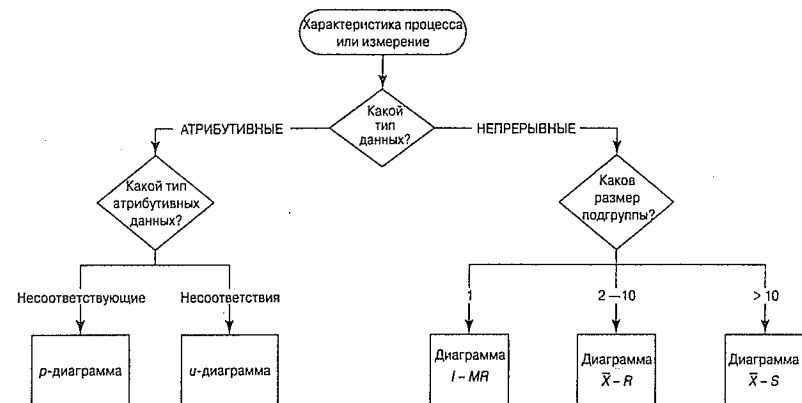 Характеристика процесса
или измерение
Какой
тип
данных?
АТРИБУТИВНЫЕ
НЕПРЕРЫВНЫЕ
Какой тип
атрибутивных
данных?
Каков
размер
подгруппы?
Несоответствующие
Несоответствия
1
2 – 10
> 10
p-диаграмма
u-диаграмма
Диаграмма
I – MR
Диаграмма
X̅ – R
Диаграмма
X̅ – S